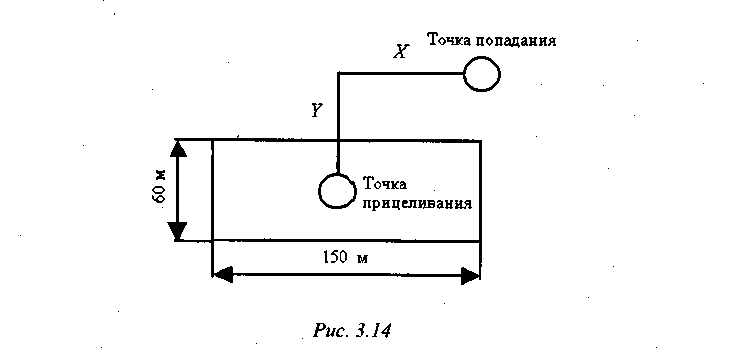 Точка попадания
X
Y
60 м
Точка
прицеливания
150 м
Рис. 3.14